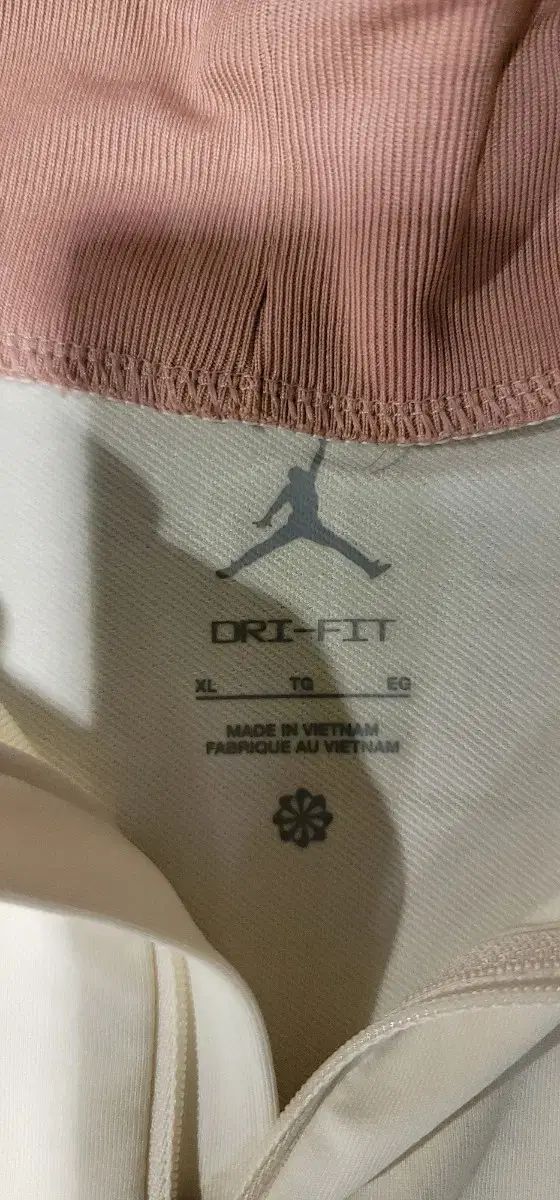 DRI-FIT
XL TG EG
MADE IN VIETNAM
FABRIQUE AU VIETNAM